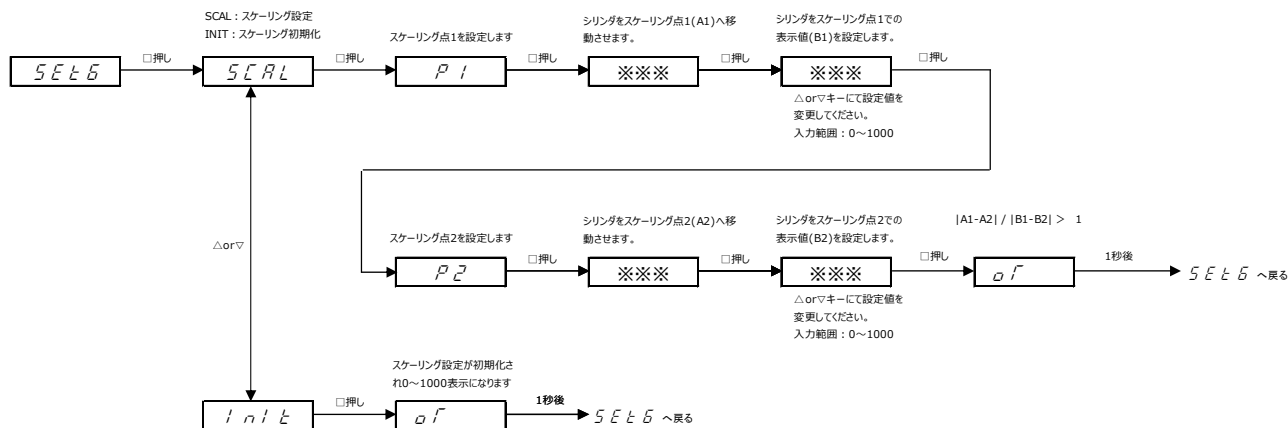 SCAL：スケーリング設定
INIT：スケーリング初期化
スケーリング点1を設定します
シリンダをスケーリング点1(A1)へ移
動させます。
シリンダをスケーリング点1での
表示値(B1)を設定します。
SEt6
□押し
SCAL
□押し
P1
□押し
※※※
□押し
※※※
□押し
△or▽キーにて設定値を
変更してください。
入力範囲：0～1000
△or▽
スケーリング点2を設定します
シリンダをスケーリング点2(A2)へ移
動させます。
シリンダをスケーリング点2での
表示値(B2)を設定します。
|A1-A2| / |B1-B2| ＞ 1
P2
□押し
※※※
□押し
※※※
□押し
1秒後
SEt6 へ戻る
△or▽キーにて設定値を
変更してください。
入力範囲：0～1000
スケーリング設定が初期化さ
れ0～1000表示になります
InIt
□押し
1秒後
SEt6 へ戻る